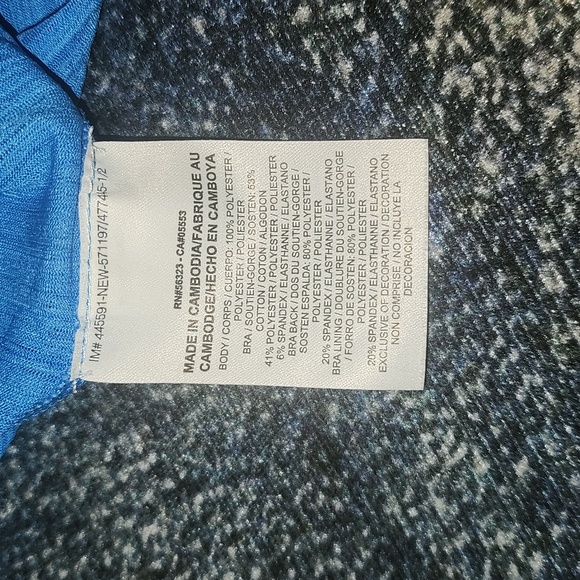 IM# 445591-NEW-571197/47745-1/2
RN#56323 - CA#05553
MADE IN CAMBODIA/FABRIQUE AU
CAMBODGE/HECHO EN CAMBOYA
BODY / CORPS / CUERPO: 100% POLYESTER /
POLYESTER / POLIESTER
BRA / SOUTIEN-GORGE / SOSTEN: 53%
COTTON / COTON / ALGODON
41% POLYESTER / POLYESTER / POLIESTER
6% SPANDEX / ELASTHANNE / ELASTANO
BRA BACK / DOS DU SOUTIEN-GORGE /
SOSTEN ESPALDA: 80% POLYESTER /
POLYESTER / POLIESTER
20% SPANDEX / ELASTHANNE / ELASTANO
BRA LINING / DOUBLURE DE SOUTIEN-GORGE
/ FORRO DEL SOSTEN: 80% POLYESTER /
POLYESTER / POLIESTER
20% SPANDEX / ELASTHANNE / ELASTANO
EXCLUSIVE OF DECORATION / DECORATION
NON COMPRISE / NO INCLUYE LA
DECORACION